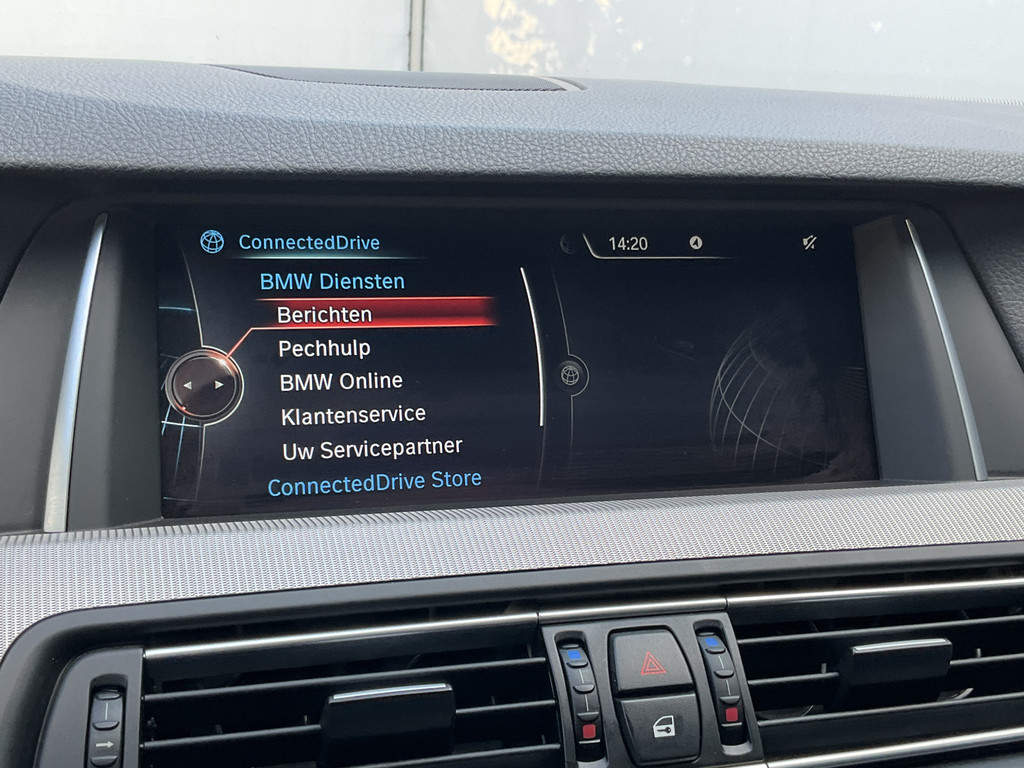 ConnectedDrive
14:20
BMW Diensten
Berichten
Pechhulp
BMW Online
Klantenservice
Uw Servicepartner
ConnectedDrive Store